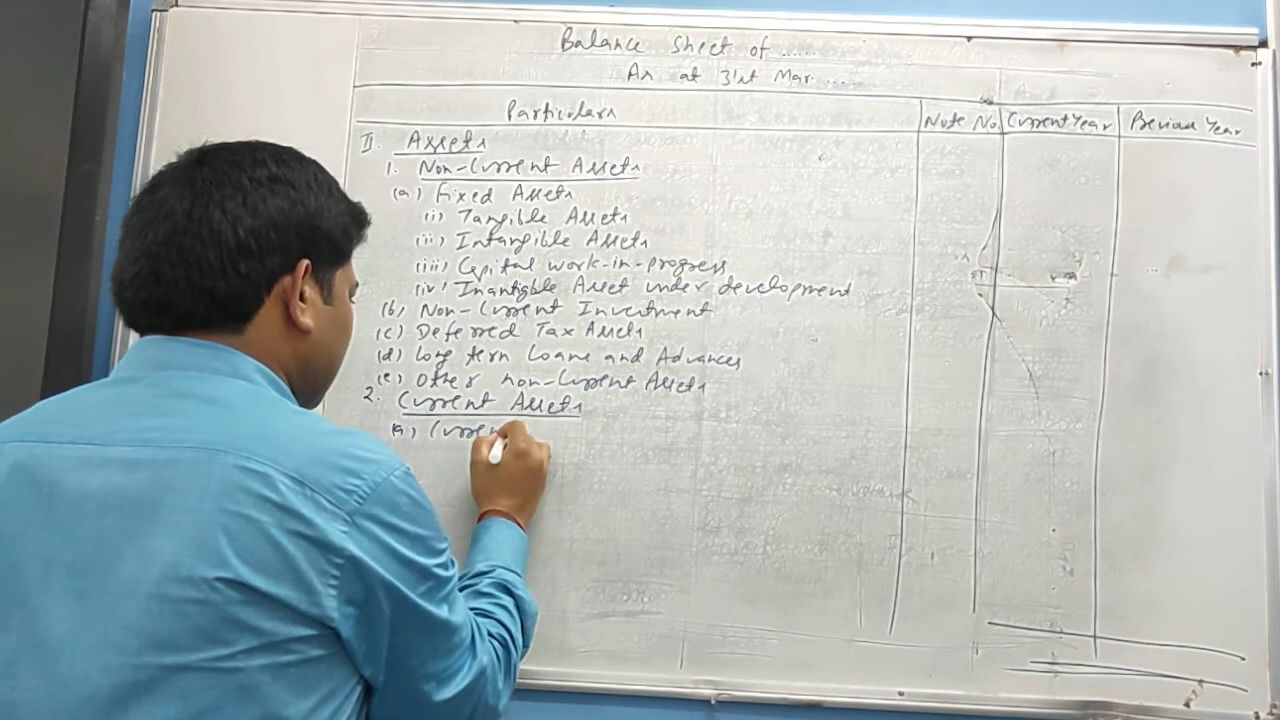 Balance Sheet of ......
As at 31st Mar. .....
Particulars Note No. Current Year Previous Year
II. Assets
1. Non-Current Assets
(a) Fixed Assets
(i) Tangible Assets
(ii) Intangible Assets
(iii) Capital work-in-progress
(iv) Inantigble Asset under development
(b) Non-Current Investment
(c) Deferred Tax Assets
(d) Long term Loans and Advances
(e) Other non-Current Assets
2. Current Assets
(a) Curren